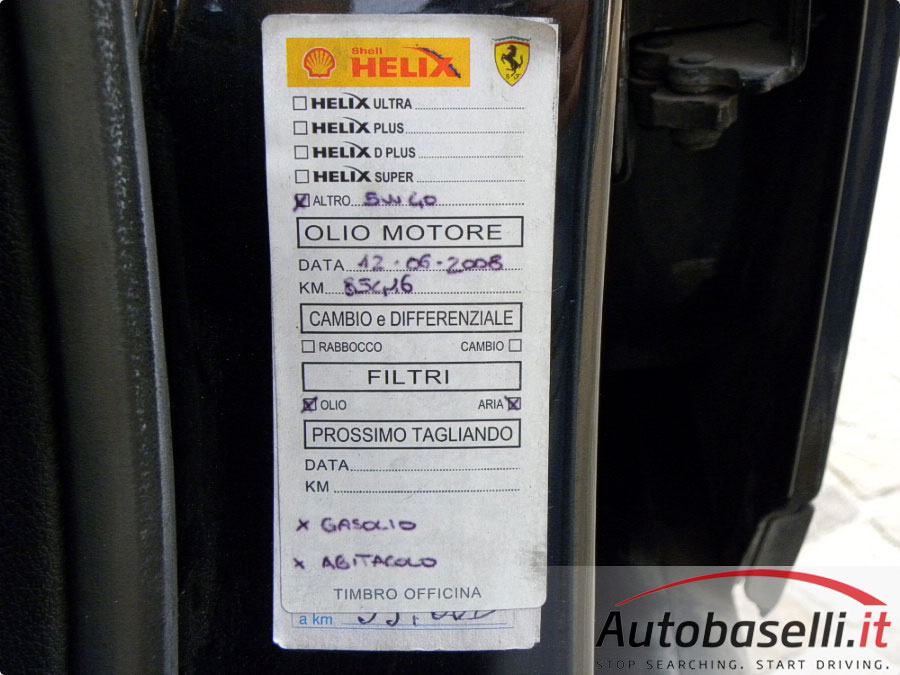 Shell
HELIX
HELIX ULTRA
HELIX PLUS
HELIX D PLUS
HELIX SUPER
ALTRO 5W40
OLIO MOTORE
DATA 12-06-2008
KM
CAMBIO e DIFFERENZIALE
RABBOCCO CAMBIO
FILTRI
OLIO ARIA
PROSSIMO TAGLIANDO
DATA
KM
x GASOLIO
x ABITACOLO
TIMBRO OFFICINA
a km
Autobaselli.it
STOP SEARCHING. START DRIVING.